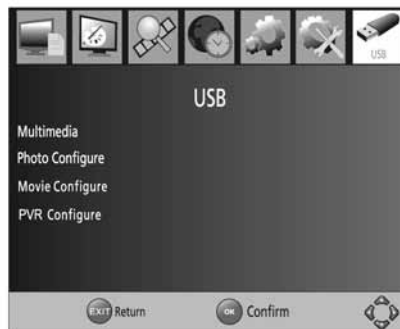 USB
USB
Multimedia
Photo Configure
Movie Configure
PVR Configure
EXIT Return
OK Confirm